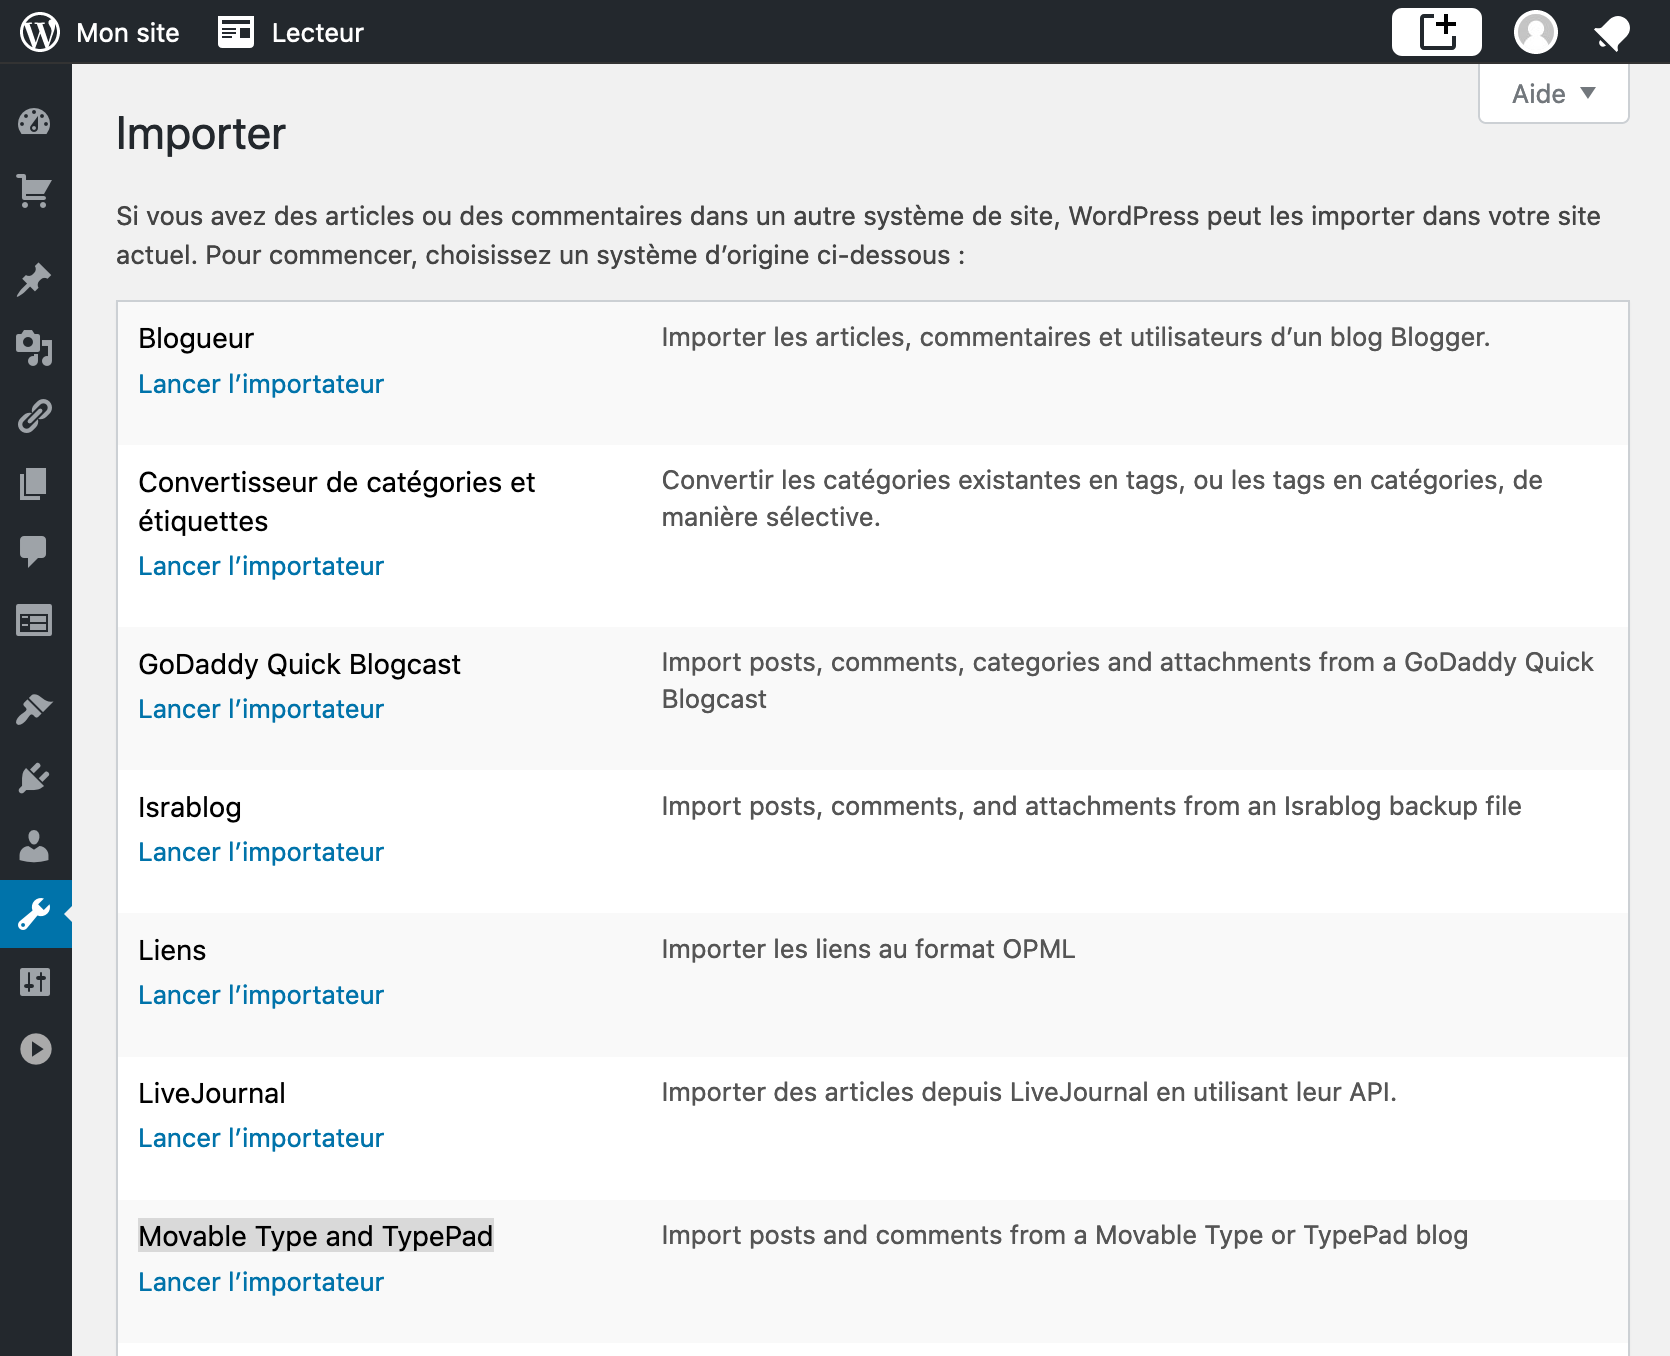 Mon site
Lecteur
Aide
Importer
Si vous avez des articles ou des commentaires dans un autre système de site, WordPress peut les importer dans votre site
actuel. Pour commencer, choisissez un système d’origine ci-dessous :
Blogueur
Importer les articles, commentaires et utilisateurs d’un blog Blogger.
Lancer l’importateur
Convertisseur de catégories et
étiquettes
Convertir les catégories existantes en tags, ou les tags en catégories, de
manière sélective.
Lancer l’importateur
GoDaddy Quick Blogcast
Import posts, comments, categories and attachments from a GoDaddy Quick
Blogcast
Lancer l’importateur
Israblog
Import posts, comments, and attachments from an Israblog backup file
Lancer l’importateur
Liens
Importer les liens au format OPML
Lancer l’importateur
LiveJournal
Importer des articles depuis LiveJournal en utilisant leur API.
Lancer l’importateur
Movable Type and TypePad
Import posts and comments from a Movable Type or TypePad blog
Lancer l’importateur